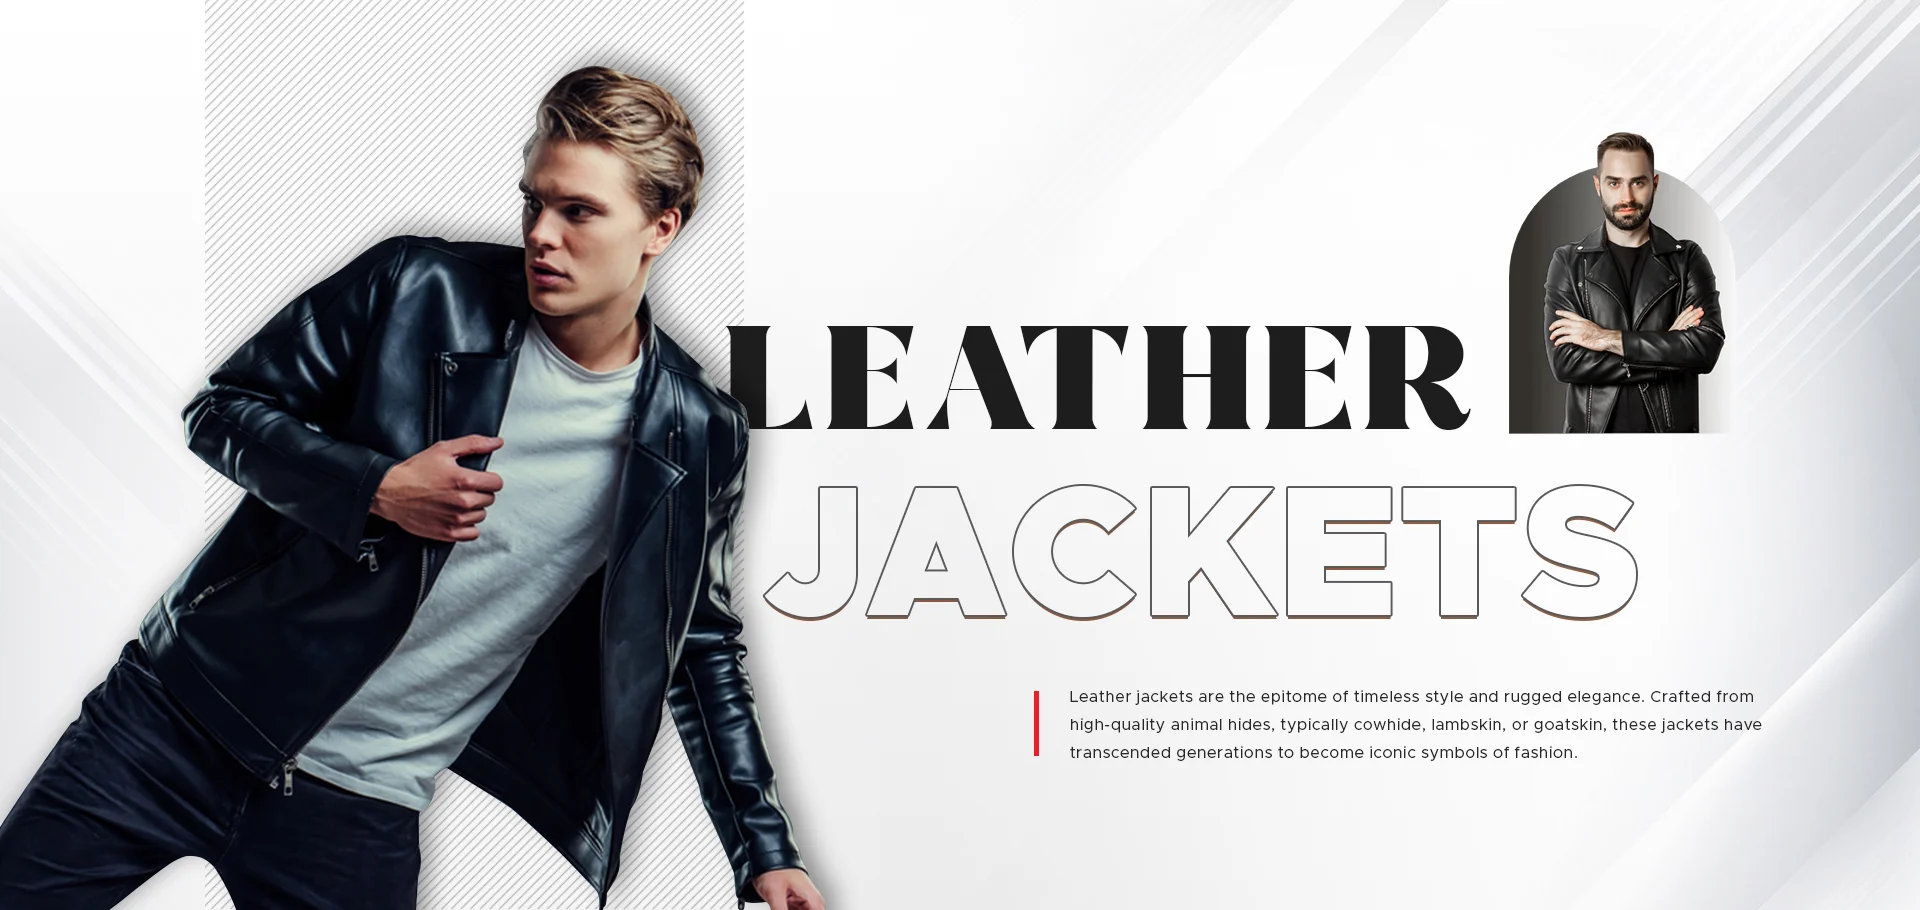 LEATHER
JACKETS
Leather jackets are the epitome of timeless style and rugged elegance. Crafted from
high-quality animal hides, typically cowhide, lambskin, or goatskin, these jackets have
transcended generations to become iconic symbols of fashion.